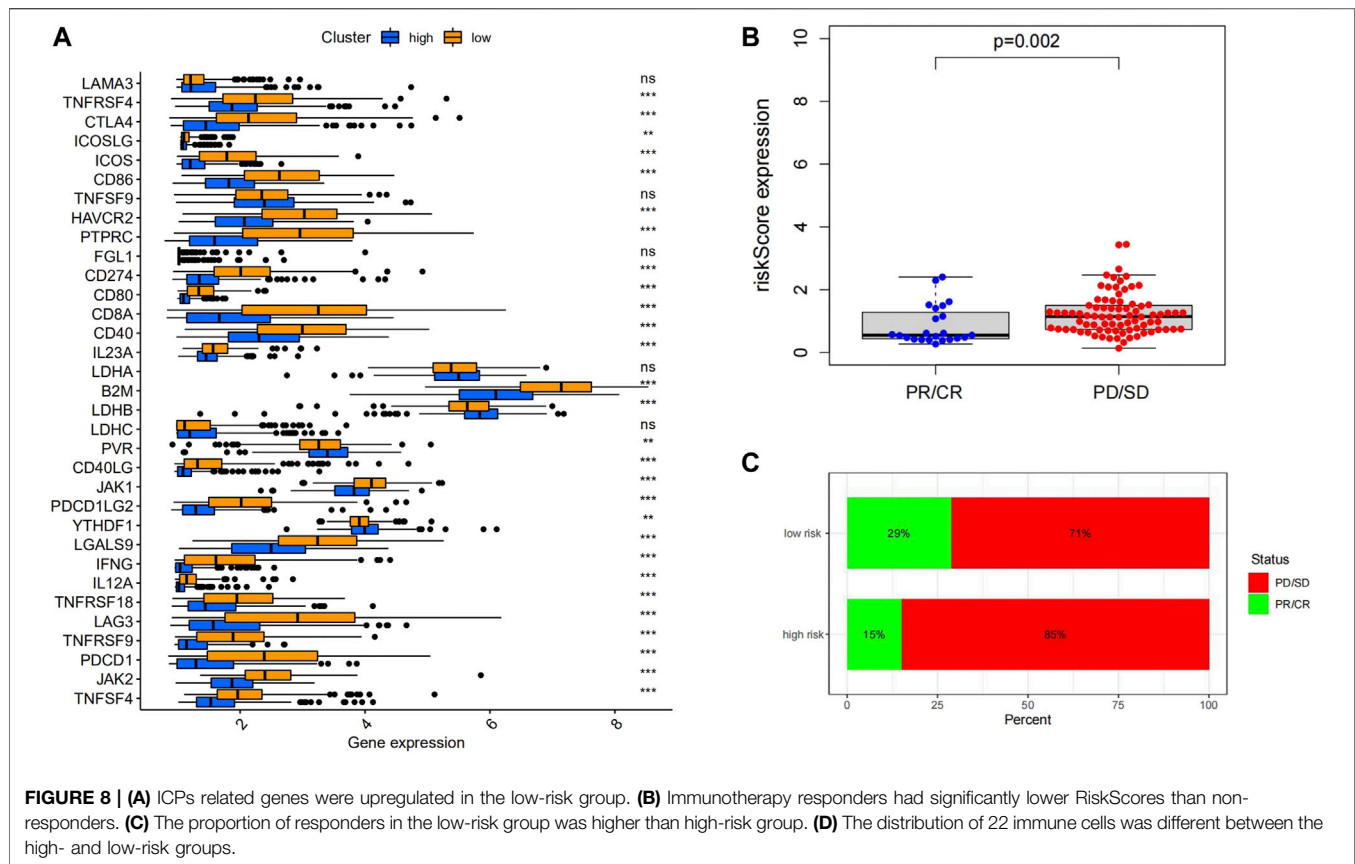 A
Cluster high low
LAMA3 ns
TNFRSF4 ***
CTLA4 ***
ICOSLG **
ICOS ***
CD86 ***
TNFSF9 ns
HAVCR2 ***
PTPRC ***
FGL1 ns
CD274 ***
CD80 ***
CD8A ***
CD40 ***
IL23A ***
LDHA ns
B2M ***
LDHB ***
LDHC ns
PVR **
CD40LG ***
JAK1 ***
PDCD1LG2 ***
YTHDF1 **
LGALS9 ***
IFNG ***
IL12A ***
TNFRSF18 ***
LAG3 ***
TNFRSF9 ***
PDCD1 ***
JAK2 ***
TNFSF4 ***
2 4 6 8
Gene expression
B
p=0.002
riskScore expression
10
8
6
4
2
0
PR/CR PD/SD
C
low risk 29% 71%
high risk 15% 85%
0 25 50 75 100
Percent
Status
PD/SD
PR/CR
FIGURE 8 | (A) ICPs related genes were upregulated in the low-risk group. (B) Immunotherapy responders had significantly lower RiskScores than non-
responders. (C) The proportion of responders in the low-risk group was higher than high-risk group. (D) The distribution of 22 immune cells was different between the
high- and low-risk groups.